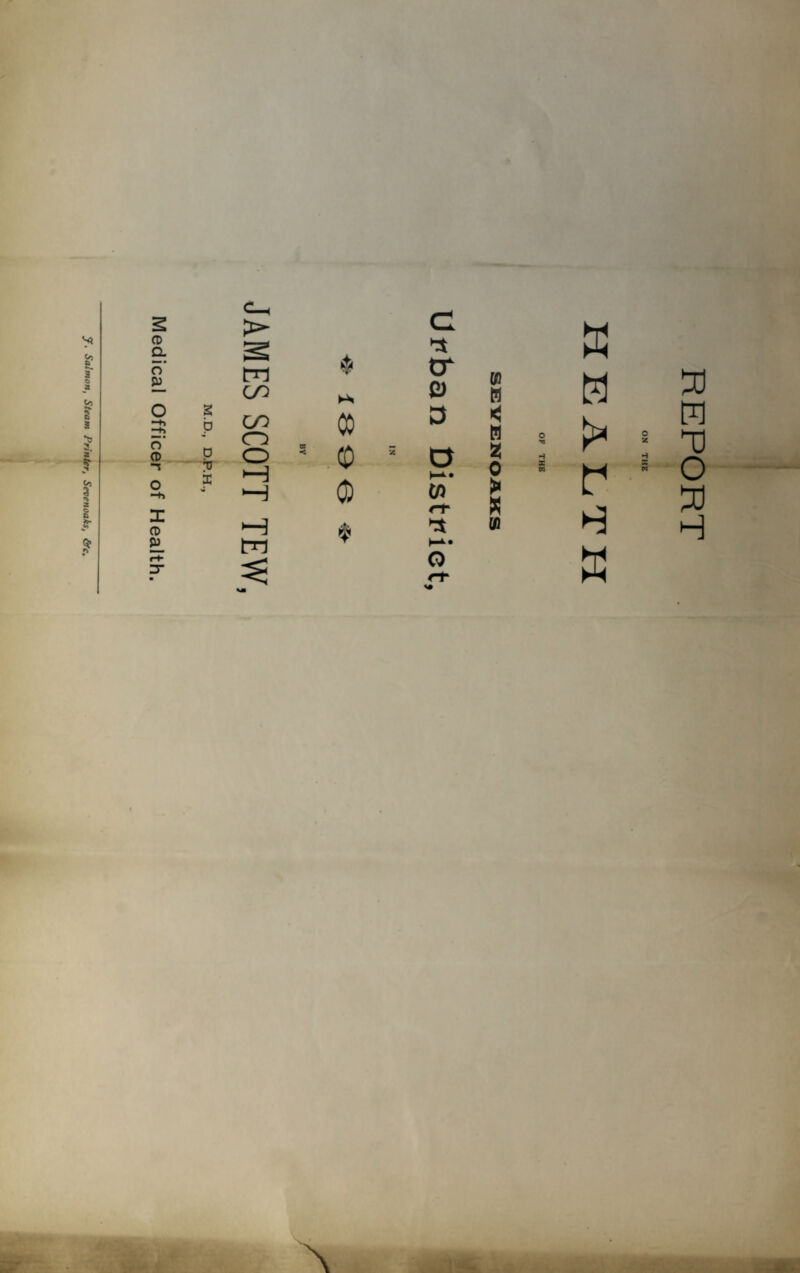 REPORT
ON THE
HEALTH
OF THE
SEVENOAKS
Urban District,
IN
1896
BY
JAMES SCOTT TEW,
M.D., D.P.H.,
Medical Officer of Health.
J. Salmon, Steam Printer, Sevenoaks, &c.